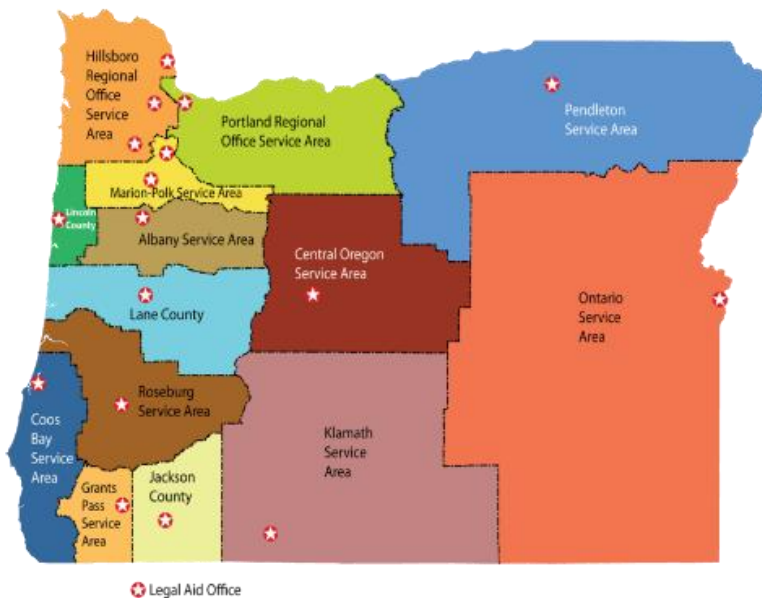 Hillsboro
Regional
Office
Service
Area
Portland Regional
Office Service Area
Pendleton
Service Area
Marion-Polk Service Area
Lincoln
County
Albany Service Area
Central Oregon
Service Area
Ontario
Service
Area
Lane County
Roseburg
Service Area
Coos
Bay
Service
Area
Klamath
Service
Area
Jackson
County
Grants
Pass
Service
Area
Legal Aid Office